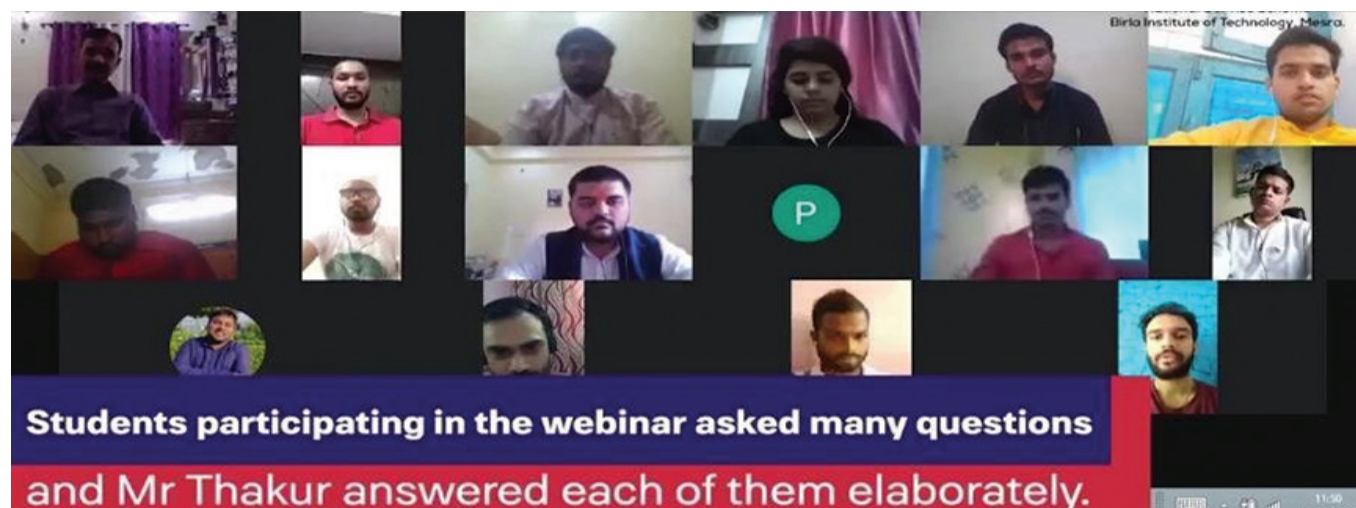 Birla Institute of Technology, Mesra.
P
Students participating in the webinar asked many questions
and Mr Thakur answered each of them elaborately.
11:50